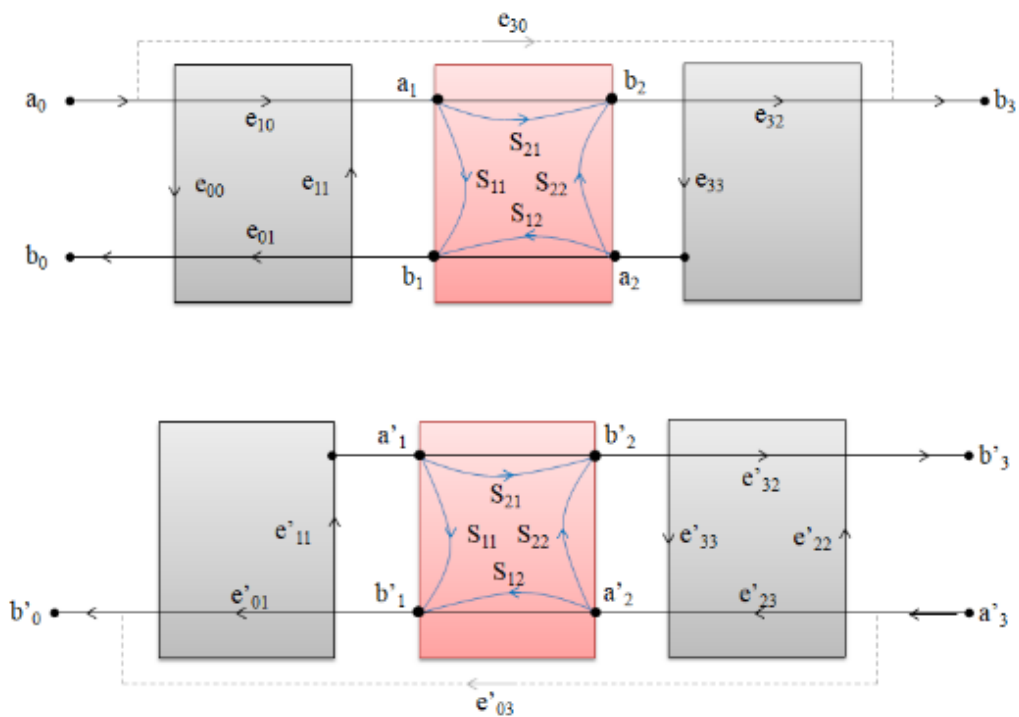 e30
a0 a1 b2 b3
e10 e32
S21
e00 e11 S11 S22 e33
S12
e01
b0 b1 a2
a'1 b'2 b'3
e'32
S21
e'11 S11 S22 e'33 e'22
S12
e'01 b'1 a'2 e'23
b'0 a'3
e'03